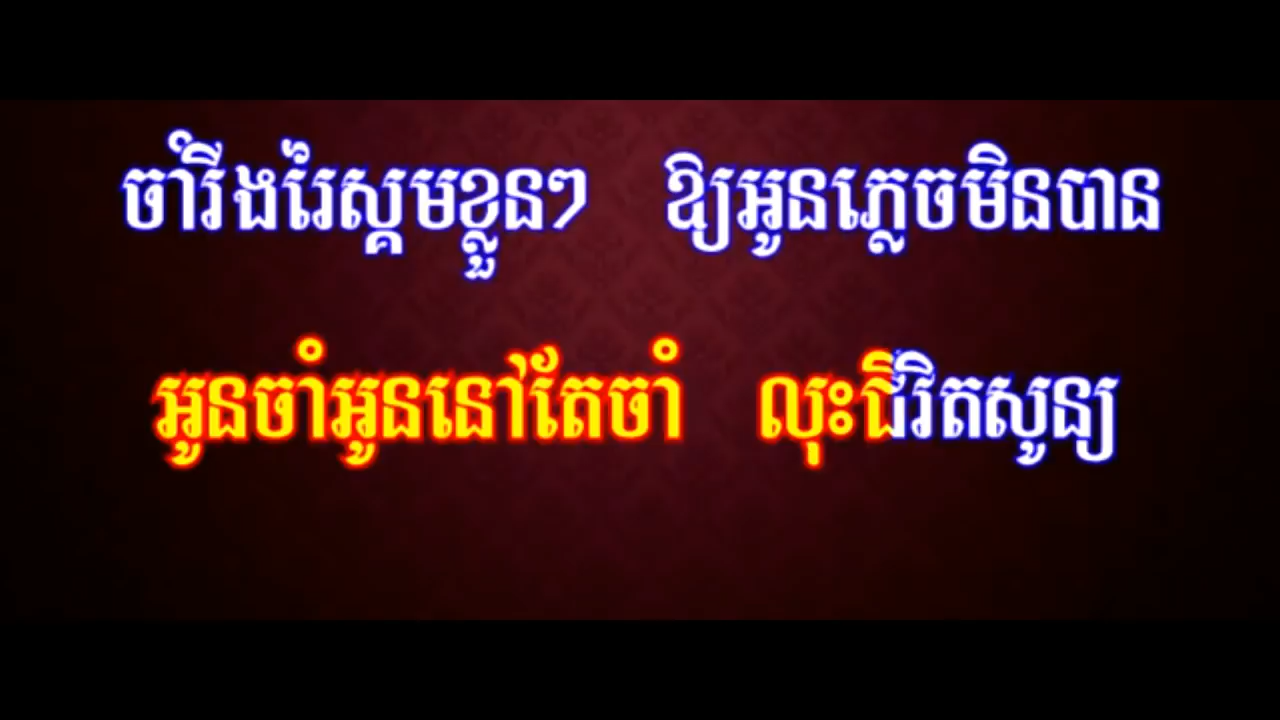 ចាំរីងរៃស្គមខ្លួនៗ ឱ្យអូនភ្លេចមិនបាន
អូនចាំអូននៅតែចាំ លុះជីវិតសូន្យ